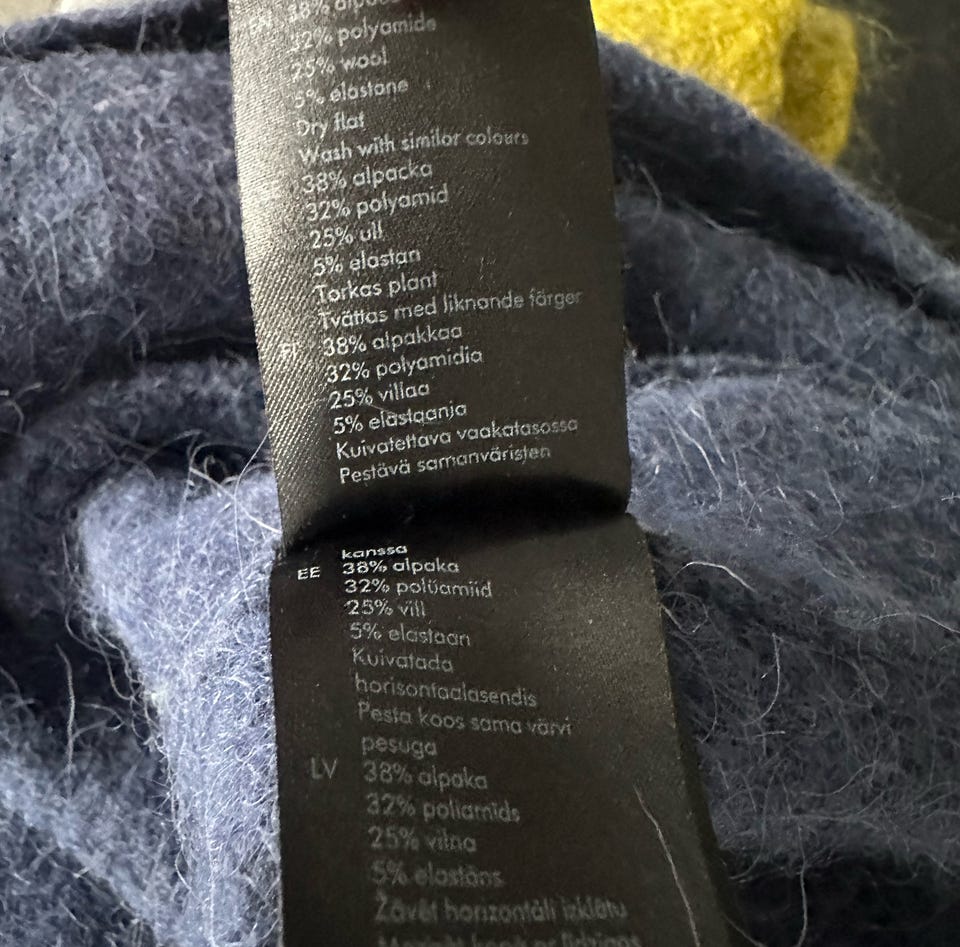 38% alpaca
32% polyamide
25% wool
5% elastane
Dry flat
Wash with similar colours
38% alpacka
32% polyamid
25% ull
5% elastan
Torkas plant
Tvättas med liknande färger
FI 38% alpakkaa
32% polyamidia
25% villaa
5% elastaania
Kuivatettava vaakatasossa
Pestävä samanväristen
kanssa
EE 38% alpaka
32% polüamiid
25% vill
5% elastaan
Kuivatada
horisontaalasendis
Pesta koos sama värvi
pesuga
LV 38% alpaka
32% poliamīds
25% vilna
5% elastāns
Žāvēt horizontāli izklātu